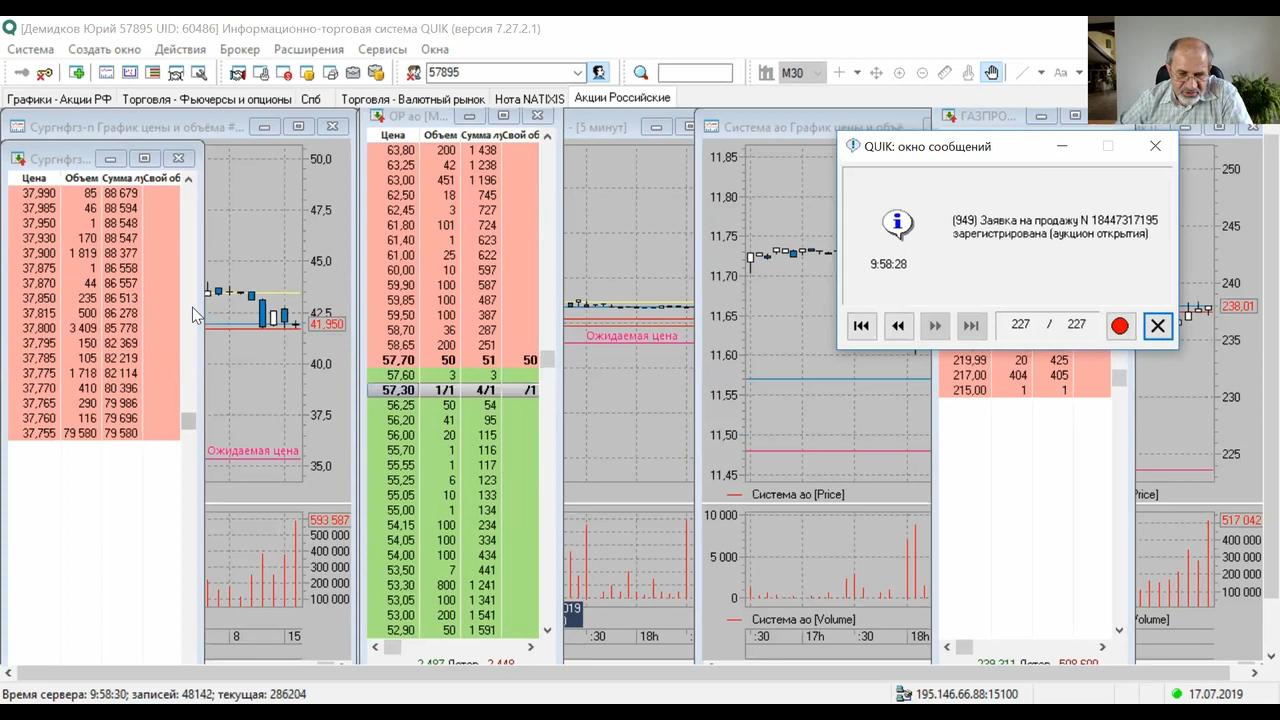 [Демидков Юрий 57895 UID: 60486] Информационно-торговая система QUIK (версия 7.27.2.1)
Система Создать окно Действия Брокер Расширения Сервисы Окна
57895 M30 Aa
Графики - Акции РФ Торговля - Фьючерсы и опционы Спб Торговля - Валютный рынок Нота NATIXIS Акции Российские
Сургнфгз-п График цены и объёма #...
Сургнфгз...
Цена Объем Сумма лу Свой об
37,990 85 88 679
37,985 46 88 594
37,950 1 88 548
37,930 170 88 547
37,900 1 819 88 377
37,875 1 86 558
37,870 44 86 557
37,850 235 86 513
37,815 500 86 278
37,800 3 409 85 778
37,795 150 82 369
37,785 105 82 219
37,775 1 718 82 114
37,770 410 80 396
37,765 290 79 986
37,760 116 79 696
37,755 79 580 79 580
50,0
47,5
45,0
42,5
41,950
40,0
37,5
Ожидаемая цена
35,0
593 587
500 000
400 000
300 000
200 000
100 000
8 15
ОР ао [М...
Цена Объем Сумма лу Свой об
63,80 200 1 438
63,25 42 1 238
63,00 451 1 196
62,50 18 745
62,45 3 727
61,80 101 724
61,40 1 623
61,00 25 622
60,00 10 597
59,90 100 587
59,85 100 487
59,50 100 387
58,70 36 287
58,65 200 251
57,70 50 51 50
57,60 3 3
57,30 1/1 4/1 /1
56,25 50 54
56,20 41 95
56,00 20 115
55,70 1 116
55,55 1 117
55,25 6 123
55,05 10 133
55,00 1 134
54,15 100 234
54,05 100 334
54,00 100 434
53,50 7 441
53,30 800 1 241
53,05 100 1 341
53,00 200 1 541
52,90 50 1 591
- [5 минут]
Ожидаемая цена
:30 18h
Система ао График цены и объё...
11,85
11,80
11,75
11,70
11,65
11,60
11,55
11,50
11,45
Система ао [Price]
10 000
5 000
0
Система ао [Volume]
:30 17h :30 18h
ГАЗПРО...
QUIK: окно сообщений
(949) Заявка на продажу N 18447317195
зарегистрирована (аукцион открытия)
9:58:28
227 / 227
219,99 20 425
217,00 404 405
215,00 1 1
250
245
240
238,01
235
230
225
517 042
400 000
300 000
200 000
100 000
Время сервера: 9:58:30; записей: 48142; текущая: 286204 195.146.66.88:15100 17.07.2019